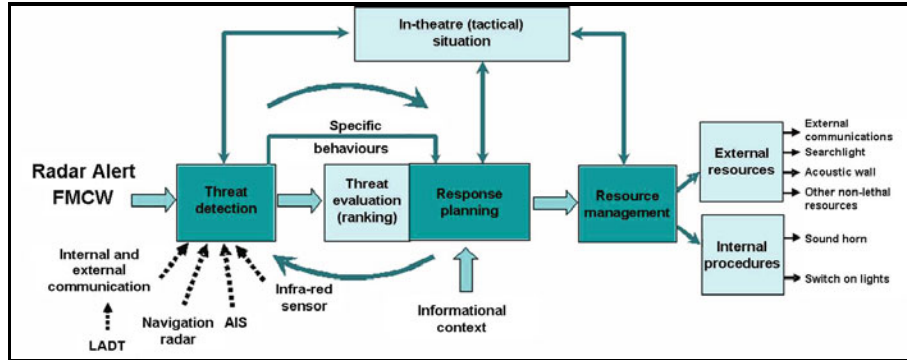 In-theatre (tactical)
situation
Specific
behaviours
Radar Alert
FMCW
Threat
detection
Threat
evaluation
(ranking)
Response
planning
Resource
management
External
resources
External
communications
Searchlight
Acoustic wall
Other non-lethal
resources
Internal
procedures
Sound horn
Switch on lights
Internal and
external
communication
LADT
Navigation
radar
AIS
Infra-red
sensor
Informational
context